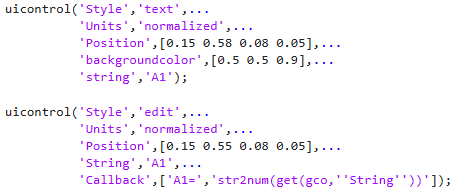 uicontrol('Style','text',...
'Units','normalized',...
'Position',[0.15 0.58 0.08 0.05],...
'backgroundcolor',[0.5 0.5 0.9],...
'string','A1');
uicontrol('Style','edit',...
'Units','normalized',...
'Position',[0.15 0.55 0.08 0.05],...
'String','A1',...
'Callback',['A1=','str2num(get(gco,''String''))']);